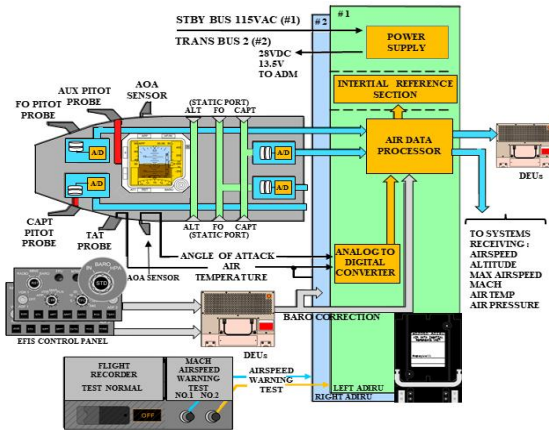 STBY BUS 115VAC (#1)
TRANS BUS 2 (#2)
28VDC
13.5V
TO ADM
#2
#1
POWER
SUPPLY
INTERTIAL REFERENCE
SECTION
AIR DATA
PROCESSOR
DEUs
AUX PITOT
PROBE
AOA
SENSOR
FO PITOT
PROBE
(STATIC PORT)
ALT
FO
CAPT
A/D
A/D
A/D
A/D
ALT
FO
CAPT
(STATIC PORT)
CAPT
PITOT
PROBE
TAT
PROBE
AOA SENSOR
ANGLE OF ATTACK
AIR
TEMPERATURE
ANALOG TO
DIGITAL
CONVERTER
TO SYSTEMS
RECEIVING :
AIRSPEED
ALTITUDE
MAX AIRSPEED
MACH
AIR TEMP
AIR PRESSURE
BARO
IN
HPA
STD
EFIS CONTROL PANEL
DEUs
BARO CORRECTION
FLIGHT
RECORDER
TEST NORMAL
OFF
MACH
AIRSPEED
WARNING
TEST
NO.1 NO.2
AIRSPEED
WARNING
TEST
LEFT ADIRU
RIGHT ADIRU